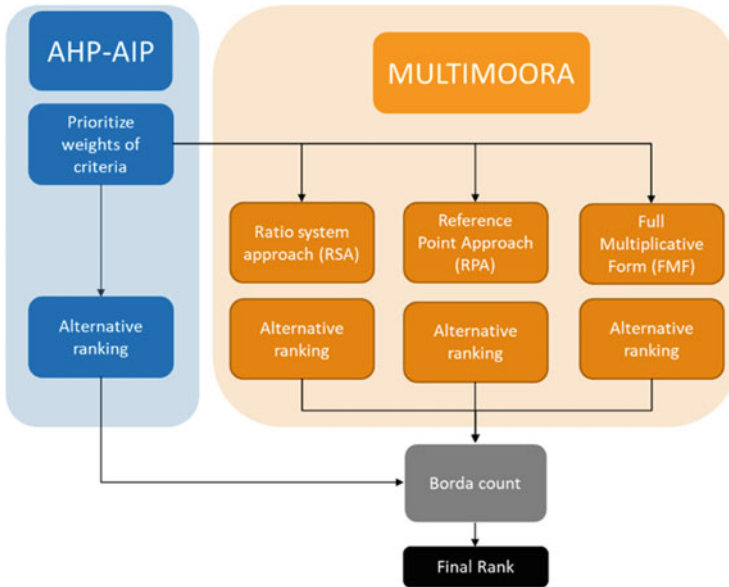 AHP-AIP
Prioritize
weights of
criteria
Alternative
ranking
MULTIMOORA
Ratio system
approach (RSA)
Reference
Point Approach
(RPA)
Full
Multiplicative
Form (FMF)
Alternative
ranking
Alternative
ranking
Alternative
ranking
Borda count
Final Rank